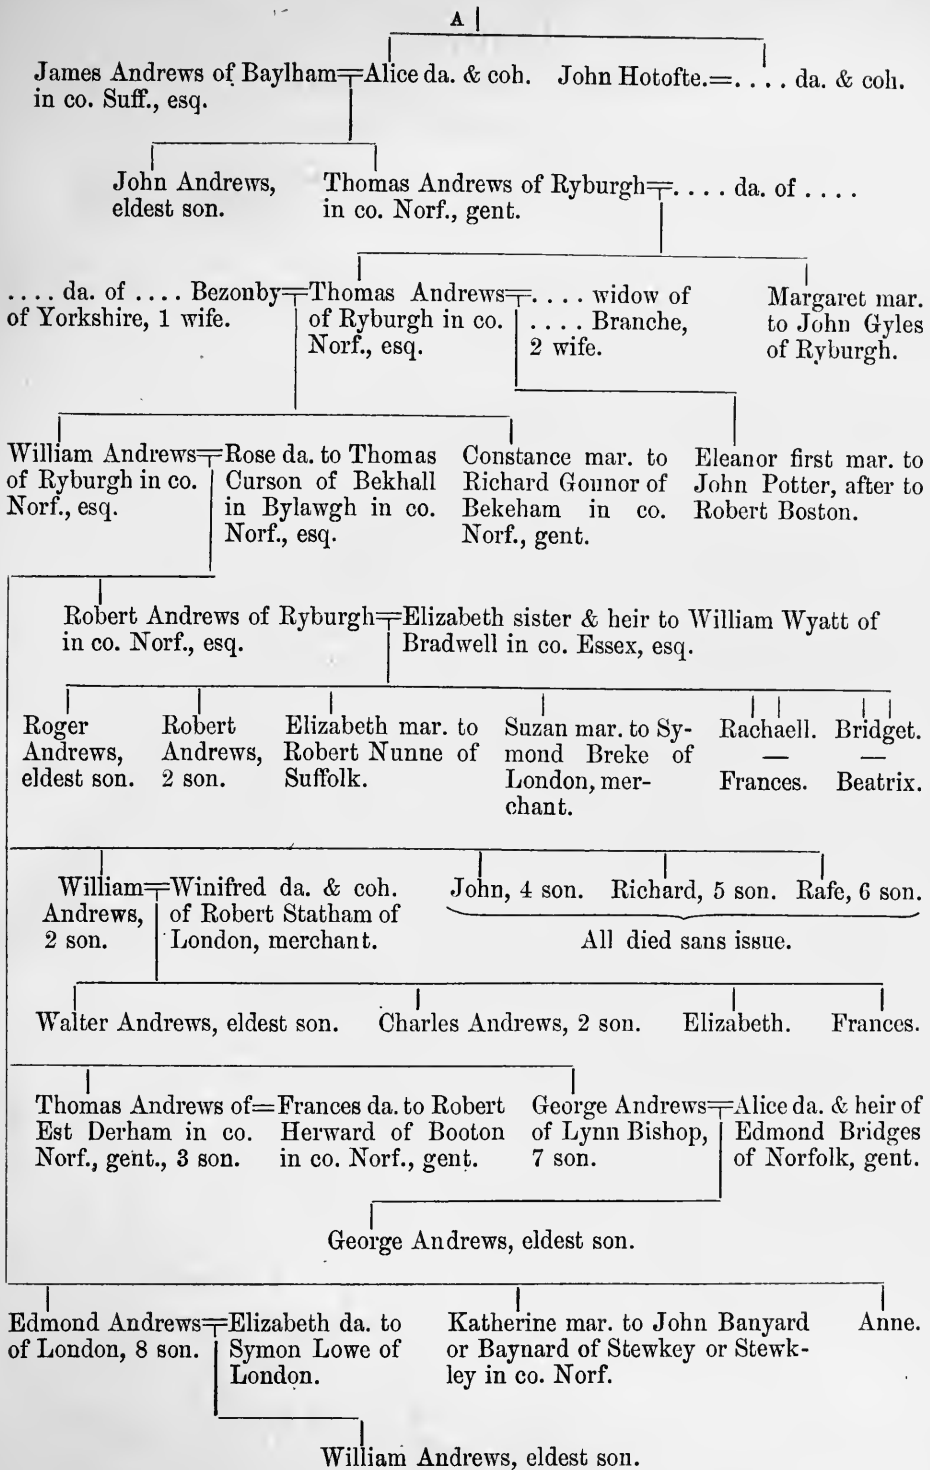 A
James Andrews of Baylham=Alice da. & coh. John Hotofte.=.... da. & coh.
in co. Suff., esq.
John Andrews, Thomas Andrews of Ryburgh=.... da. of ....
eldest son. in co. Norf., gent.
.... da. of .... Bezonby=Thomas Andrews=.... widow of Margaret mar.
of Yorkshire, 1 wife. of Ryburgh in co. .... Branche, to John Gyles
Norf., esq. 2 wife. of Ryburgh.
William Andrews=Rose da. to Thomas Constance mar. to Eleanor first mar. to
of Ryburgh in co. Curson of Bekhall Richard Gounor of John Potter, after to
Norf., esq. in Bylawgh in co. Bekeham in co. Robert Boston.
Norf., esq. Norf., gent.
Robert Andrews of Ryburgh=Elizabeth sister & heir to William Wyatt of
in co. Norf., esq. Bradwell in co. Essex, esq.
Roger Robert Elizabeth mar. to Suzan mar. to Sy- Rachaell. Bridget.
Andrews, Andrews, Robert Nunne of mond Breke of — —
eldest son. 2 son. Suffolk. London, mer- Frances. Beatrix.
chant.
William=Winifred da. & coh. John, 4 son. Richard, 5 son. Rafe, 6 son.
Andrews, of Robert Statham of
2 son. London, merchant. All died sans issue.
Walter Andrews, eldest son. Charles Andrews, 2 son. Elizabeth. Frances.
Thomas Andrews of=Frances da. to Robert George Andrews=Alice da. & heir of
Est Derham in co. Herward of Booton of Lynn Bishop, Edmond Bridges
Norf., gent., 3 son. in co. Norf., gent. 7 son. of Norfolk, gent.
George Andrews, eldest son.
Edmond Andrews=Elizabeth da. to Katherine mar. to John Banyard Anne.
of London, 8 son. Symon Lowe of or Baynard of Stewkey or Stewk-
London. ley in co. Norf.
William Andrews, eldest son.